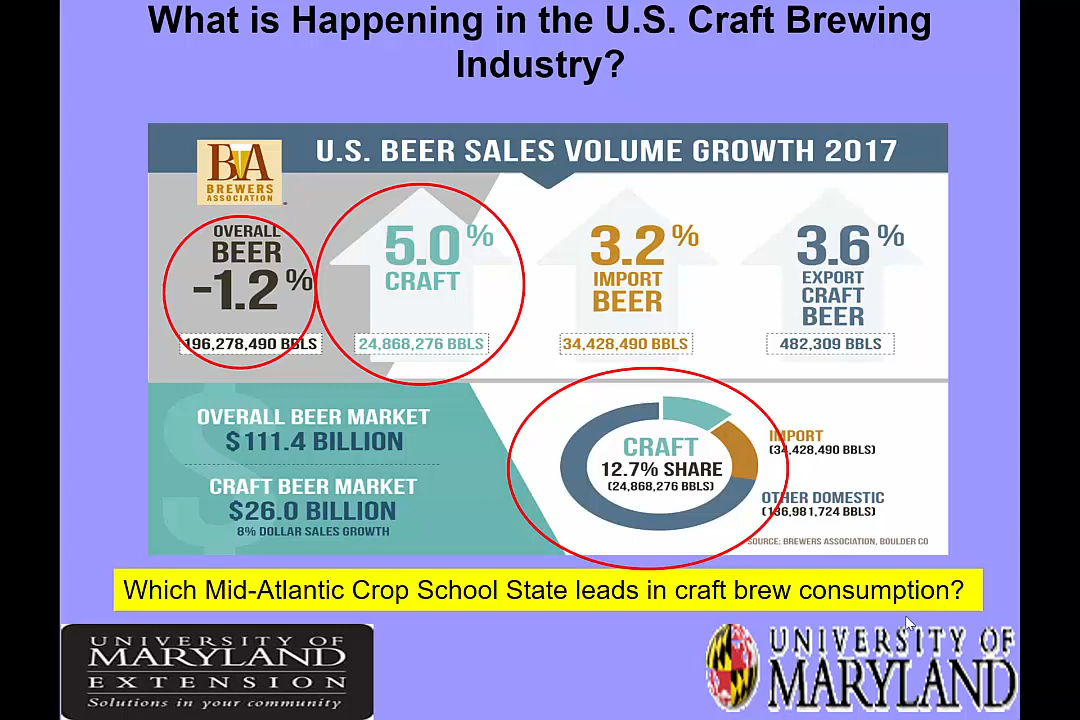 What is Happening in the U.S. Craft Brewing
Industry?
BA
BREWERS
ASSOCIATION
U.S. BEER SALES VOLUME GROWTH 2017
OVERALL
BEER
-1.2%
196,278,490 BBLS
5.0%
CRAFT
24,868,276 BBLS
3.2%
IMPORT
BEER
34,428,490 BBLS
3.6%
EXPORT
CRAFT
BEER
482,309 BBLS
OVERALL BEER MARKET
$111.4 BILLION
CRAFT BEER MARKET
$26.0 BILLION
8% DOLLAR SALES GROWTH
$
CRAFT
12.7% SHARE
(24,868,276 BBLS)
IMPORT
(34,428,490 BBLS)
OTHER DOMESTIC
(136,981,724 BBLS)
SOURCE: BREWERS ASSOCIATION, BOULDER CO
Which Mid-Atlantic Crop School State leads in craft brew consumption?
UNIVERSITY OF
MARYLAND
EXTENSION
Solutions in your community
UNIVERSITY OF
MARYLAND